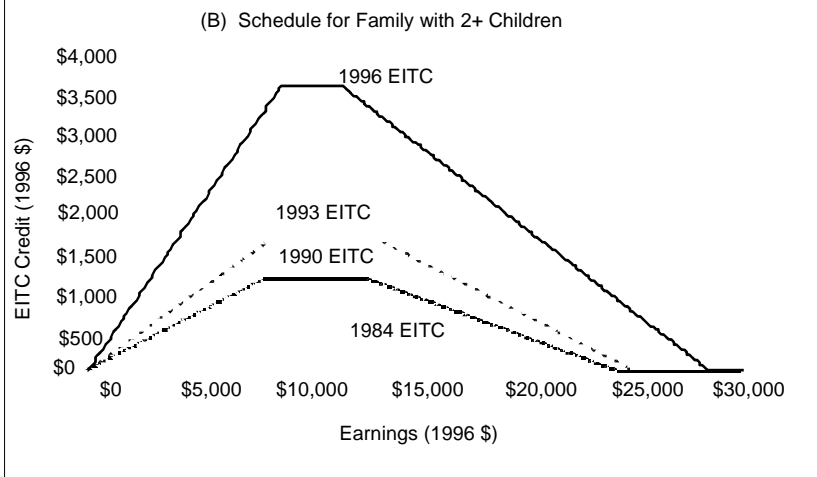 (B) Schedule for Family with 2+ Children
$4,000
1996 EITC
$3,500
$3,000
$2,500
$2,000
1993 EITC
$1,500
1990 EITC
$1,000
$500
1984 EITC
$0
EITC Credit (1996 $)
$0 $5,000 $10,000 $15,000 $20,000 $25,000 $30,000
Earnings (1996 $)